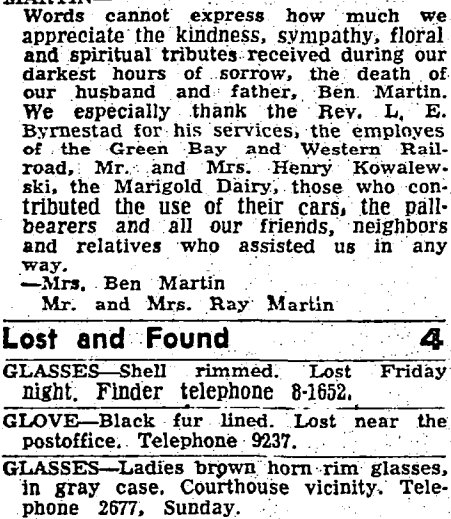 MARTIN—
Words cannot express how much we
appreciate the kindness, sympathy, floral
and spiritual tributes received during our
darkest hours of sorrow, the death of
our husband and father, Ben Martin.
We especially thank the Rev. L. E.
Byrnestad for his services, the employes
of the Green Bay and Western Rail-
road, Mr. and Mrs. Henry Kowalew-
ski, the Marigold Dairy, those who con-
tributed the use of their cars, the pall-
bearers and all our friends, neighbors
and relatives who assisted us in any
way.
—Mrs. Ben Martin
Mr. and Mrs. Ray Martin
Lost and Found 4
GLASSES—Shell rimmed. Lost Friday
night. Finder telephone 8-1652.
GLOVE—Black fur lined. Lost near the
postoffice. Telephone 9237.
GLASSES—Ladies brown horn rim glasses,
in gray case. Courthouse vicinity. Tele-
phone 2677, Sunday.